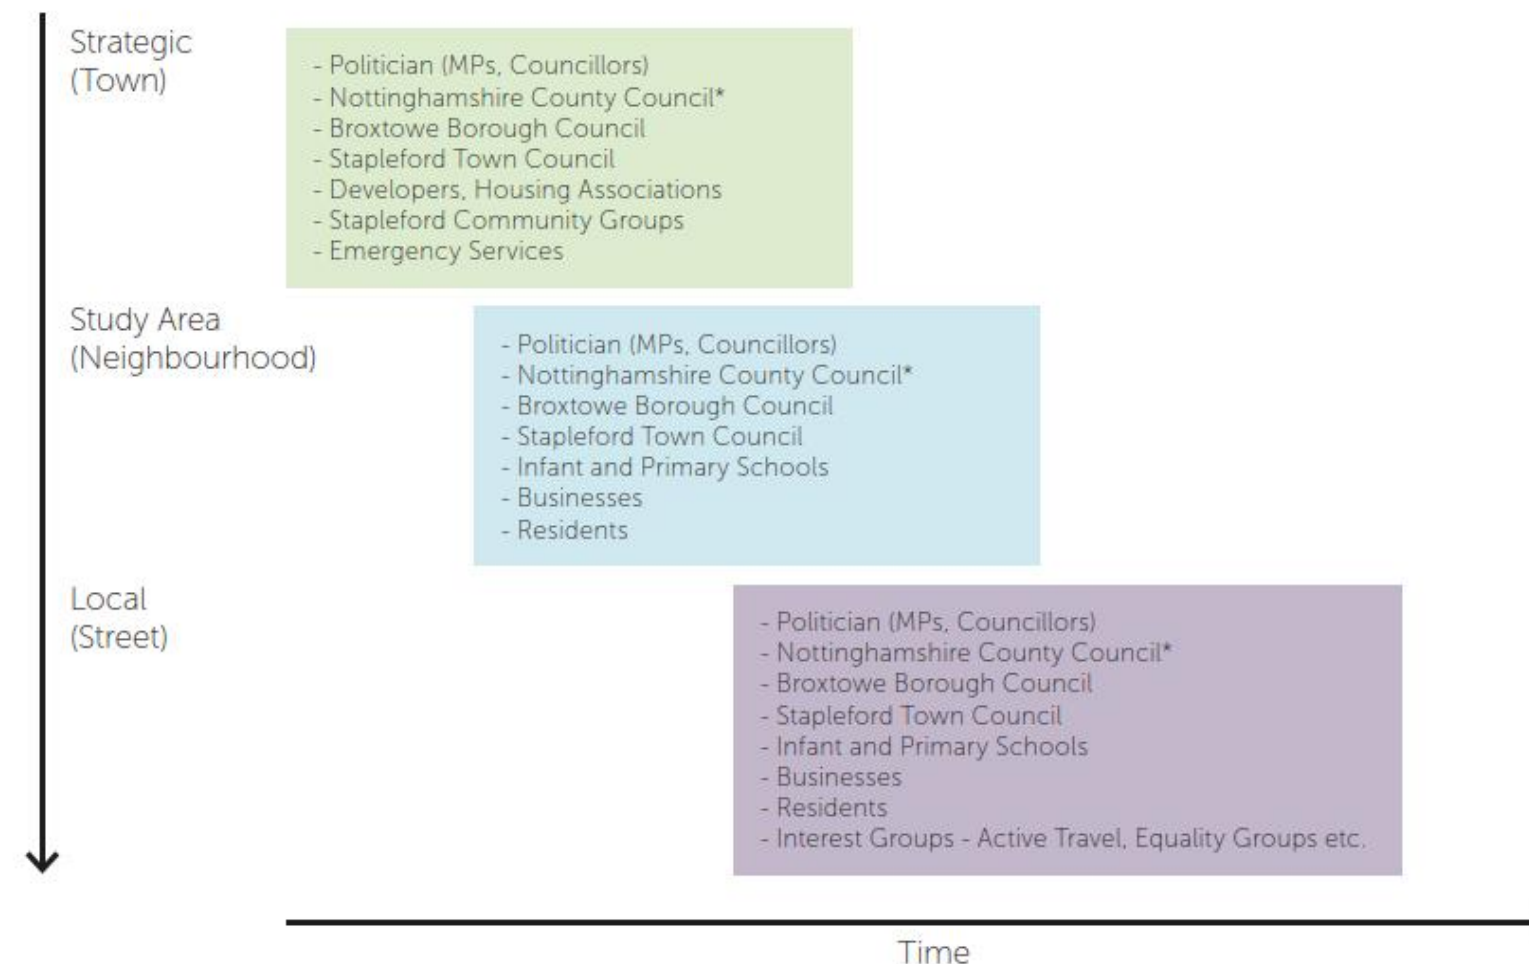 Strategic
(Town)
- Politician (MPs, Councillors)
- Nottinghamshire County Council*
- Broxtowe Borough Council
- Stapleford Town Council
- Developers, Housing Associations
- Stapleford Community Groups
- Emergency Services
Study Area
(Neighbourhood)
- Politician (MPs, Councillors)
- Nottinghamshire County Council*
- Broxtowe Borough Council
- Stapleford Town Council
- Infant and Primary Schools
- Businesses
- Residents
Local
(Street)
- Politician (MPs, Councillors)
- Nottinghamshire County Council*
- Broxtowe Borough Council
- Stapleford Town Council
- Infant and Primary Schools
- Businesses
- Residents
- Interest Groups - Active Travel, Equality Groups etc.
Time